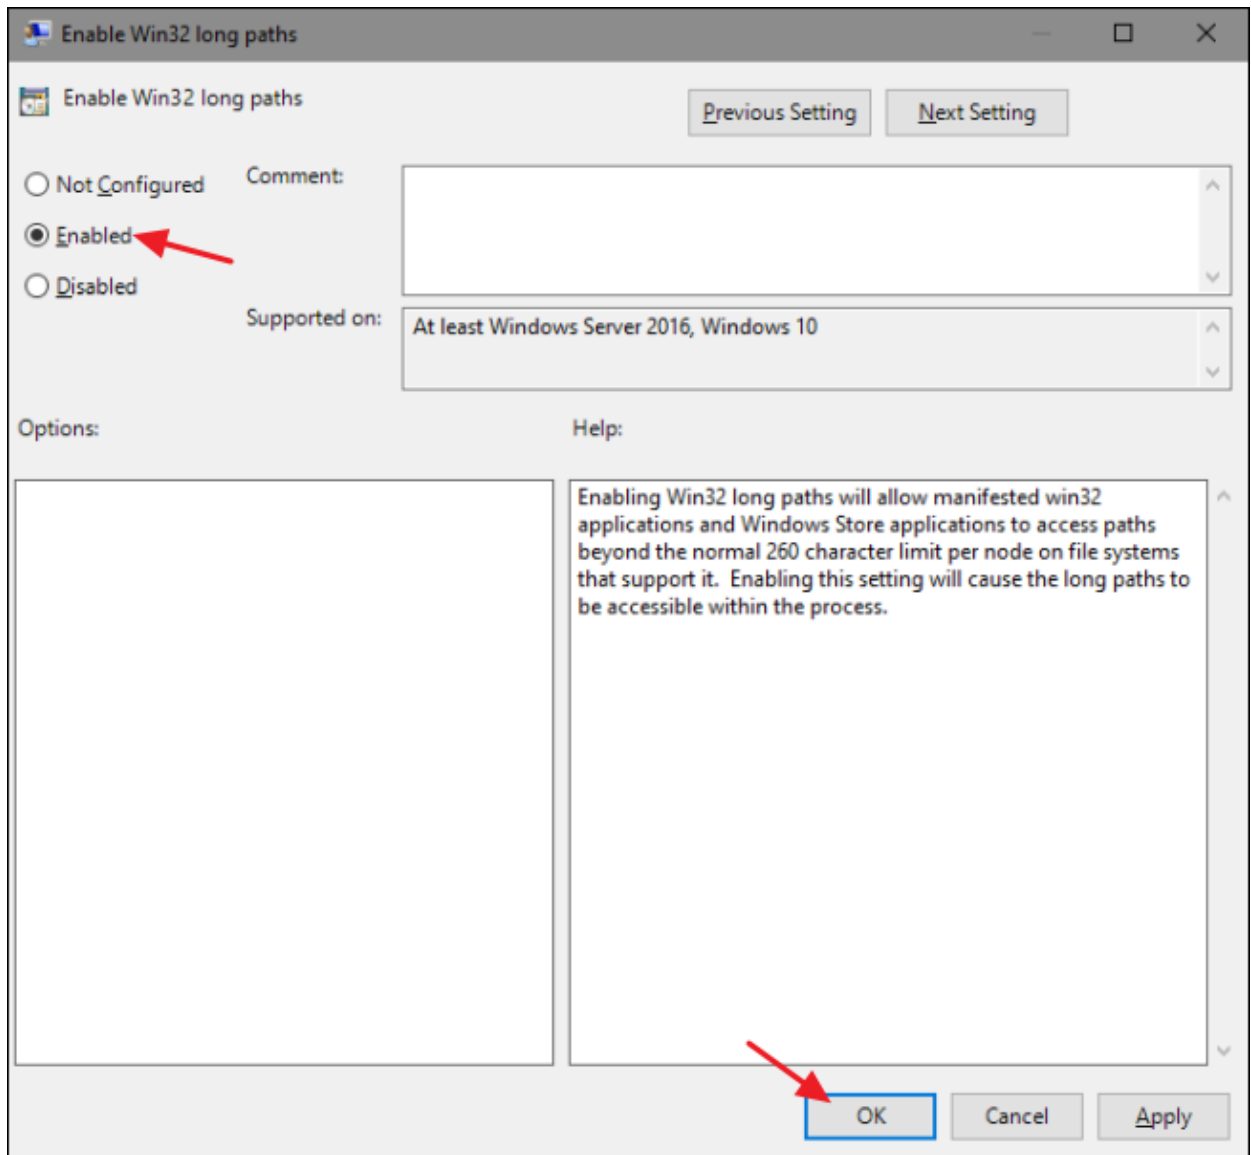 Enable Win32 long paths
Enable Win32 long paths
Previous Setting
Next Setting
Not Configured
Comment:
Enabled
Disabled
Supported on:
At least Windows Server 2016, Windows 10
Options:
Help:
Enabling Win32 long paths will allow manifested win32
applications and Windows Store applications to access paths
beyond the normal 260 character limit per node on file systems
that support it.  Enabling this setting will cause the long paths to
be accessible within the process.
OK
Cancel
Apply